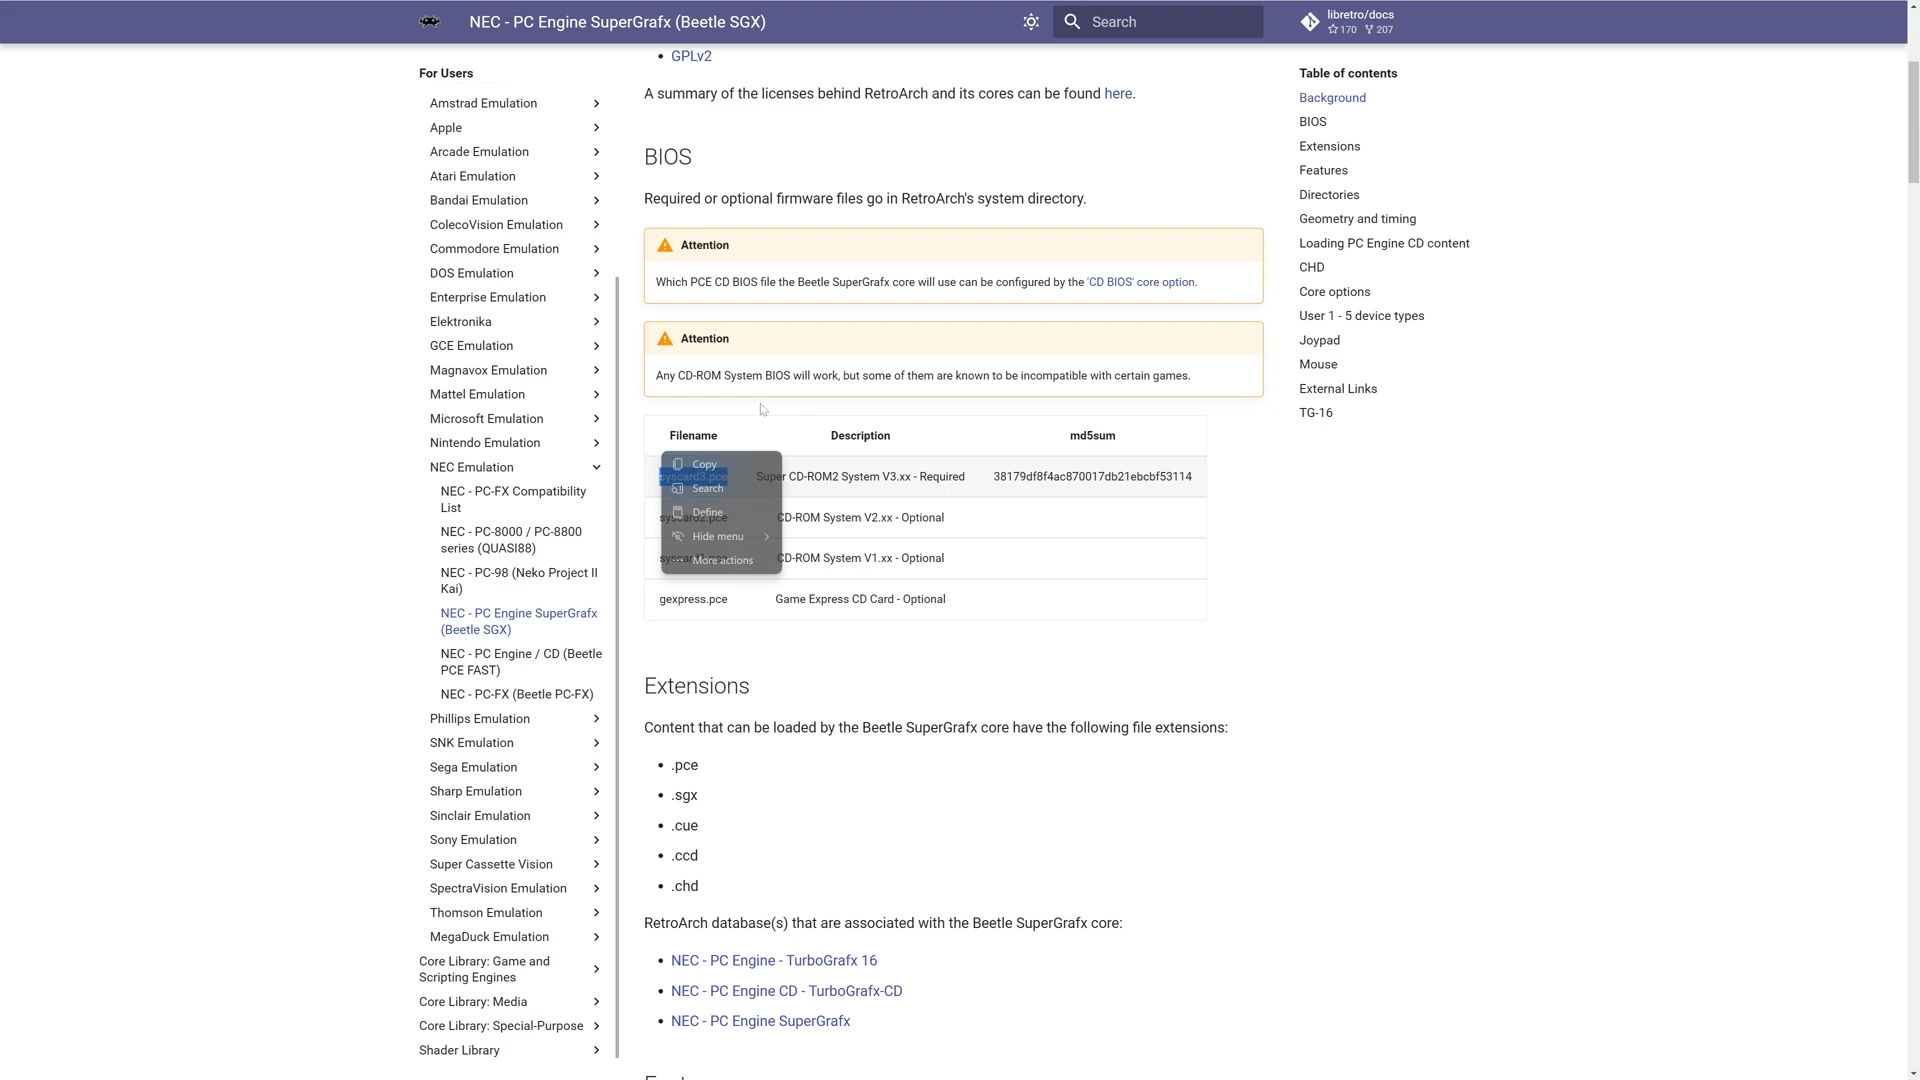 NEC - PC Engine SuperGrafx (Beetle SGX)
Search
libretro/docs
170 207
For Users
Amstrad Emulation
Apple
Arcade Emulation
Atari Emulation
Bandai Emulation
ColecoVision Emulation
Commodore Emulation
DOS Emulation
Enterprise Emulation
Elektronika
GCE Emulation
Magnavox Emulation
Mattel Emulation
Microsoft Emulation
Nintendo Emulation
NEC Emulation
NEC - PC-FX Compatibility
List
NEC - PC-8000 / PC-8800
series (QUASI88)
NEC - PC-98 (Neko Project II
Kai)
NEC - PC Engine SuperGrafx
(Beetle SGX)
NEC - PC Engine / CD (Beetle
PCE FAST)
NEC - PC-FX (Beetle PC-FX)
Phillips Emulation
SNK Emulation
Sega Emulation
Sharp Emulation
Sinclair Emulation
Sony Emulation
Super Cassette Vision
SpectraVision Emulation
Thomson Emulation
MegaDuck Emulation
Core Library: Game and
Scripting Engines
Core Library: Media
Core Library: Special-Purpose
Shader Library
GPLv2
A summary of the licenses behind RetroArch and its cores can be found here.
BIOS
Required or optional firmware files go in RetroArch's system directory.
Attention
Which PCE CD BIOS file the Beetle SuperGrafx core will use can be configured by the 'CD BIOS' core option.
Attention
Any CD-ROM System BIOS will work, but some of them are known to be incompatible with certain games.
Filename Description md5sum
syscard3.pce Super CD-ROM2 System V3.xx - Required 38179df8f4ac870017db21ebcbf53114
syscard2.pce CD-ROM System V2.xx - Optional
CD-ROM System V1.xx - Optional
gexpress.pce Game Express CD Card - Optional
Copy
Search
Define
Hide menu
More actions
Extensions
Content that can be loaded by the Beetle SuperGrafx core have the following file extensions:
.pce
.sgx
.cue
.ccd
.chd
RetroArch database(s) that are associated with the Beetle SuperGrafx core:
NEC - PC Engine - TurboGrafx 16
NEC - PC Engine CD - TurboGrafx-CD
NEC - PC Engine SuperGrafx
Table of contents
Background
BIOS
Extensions
Features
Directories
Geometry and timing
Loading PC Engine CD content
CHD
Core options
User 1 - 5 device types
Joypad
Mouse
External Links
TG-16